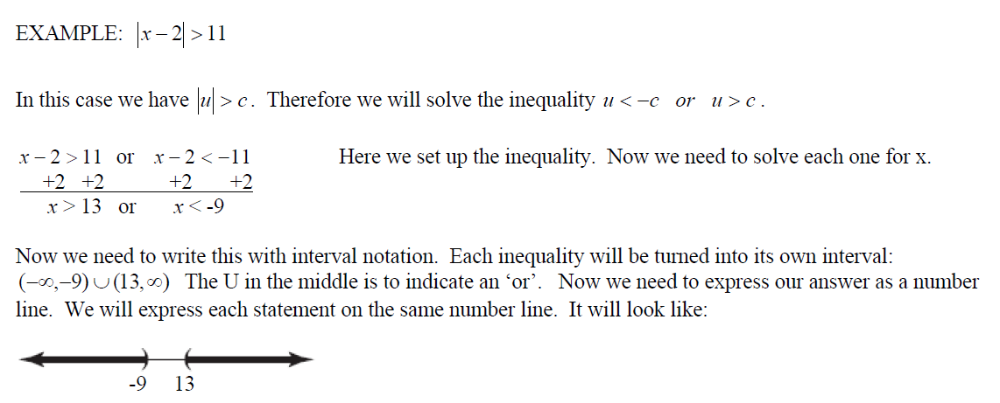 EXAMPLE: |x − 2| > 11
In this case we have |u| > c. Therefore we will solve the inequality u < −c or u > c.
x − 2 > 11 or x − 2 < −11 Here we set up the inequality. Now we need to solve each one for x.
+2 +2 +2 +2
x > 13 or x < -9
Now we need to write this with interval notation. Each inequality will be turned into its own interval:
(−∞,−9) ∪ (13,∞) The U in the middle is to indicate an ‘or’. Now we need to express our answer as a number
line. We will express each statement on the same number line. It will look like:
-9 13